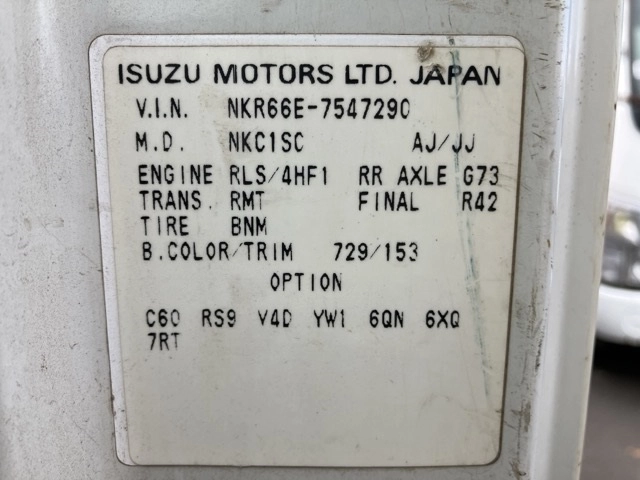 ISUZU MOTORS LTD. JAPAN
V.I.N. NKR66E-7547290
M.D. NKC1SC AJ/JJ
ENGINE RLS/4HF1 RR AXLE G73
TRANS. RMT FINAL R42
TIRE BNM
B.COLOR/TRIM 729/153
OPTION
C60 RS9 V4D YW1 6QN 6XQ
7RT